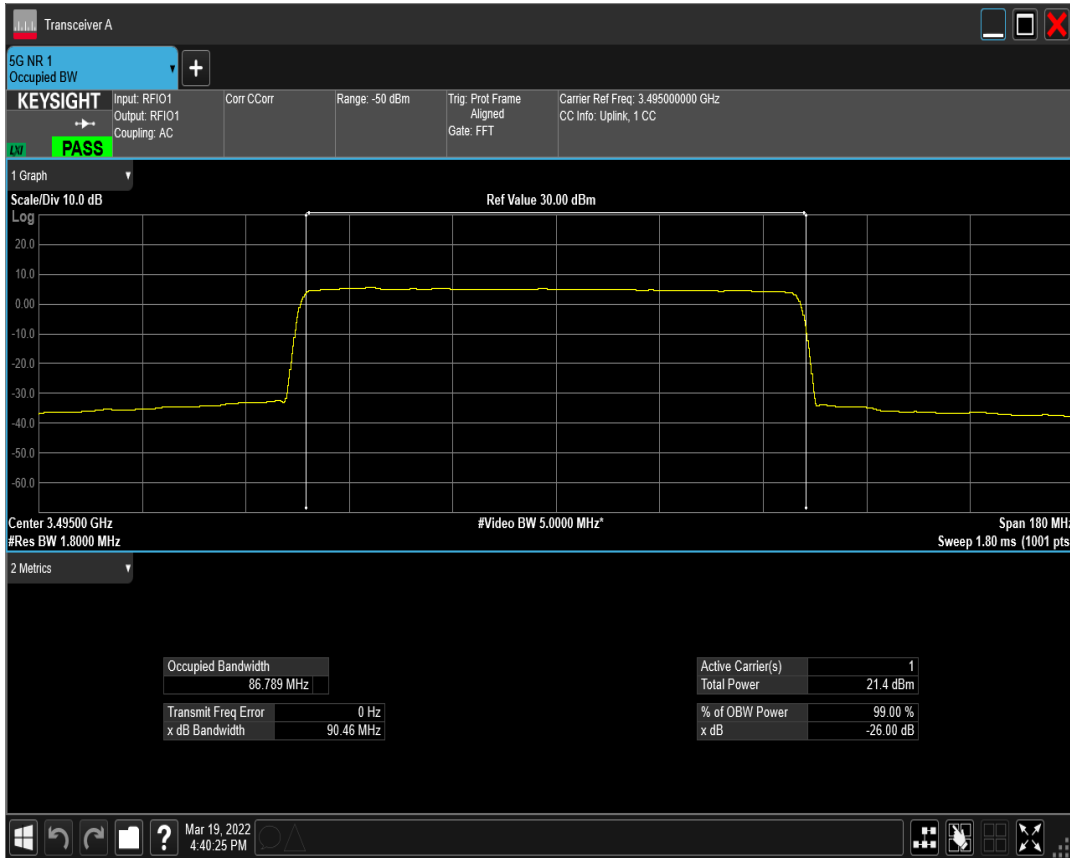 Transceiver A
5G NR 1
Occupied BW
KEYSIGHT
LXI
PASS
Input: RFIO1
Output: RFIO1
Coupling: AC
Corr CCorr
Range: -50 dBm
Trig: Prot Frame
Aligned
Gate: FFT
Carrier Ref Freq: 3.495000000 GHz
CC Info: Uplink, 1 CC
1 Graph
Scale/Div 10.0 dB
Ref Value 30.00 dBm
Log
20.0
10.0
0.00
-10.0
-20.0
-30.0
-40.0
-50.0
-60.0
Center 3.49500 GHz
#Video BW 5.0000 MHz*
Span 180 MHz
#Res BW 1.8000 MHz
Sweep 1.80 ms (1001 pts
2 Metrics
Occupied Bandwidth
86.789 MHz
Transmit Freq Error 0 Hz
x dB Bandwidth 90.46 MHz
Active Carrier(s) 1
Total Power 21.4 dBm
% of OBW Power 99.00 %
x dB -26.00 dB
Mar 19, 2022
4:40:25 PM